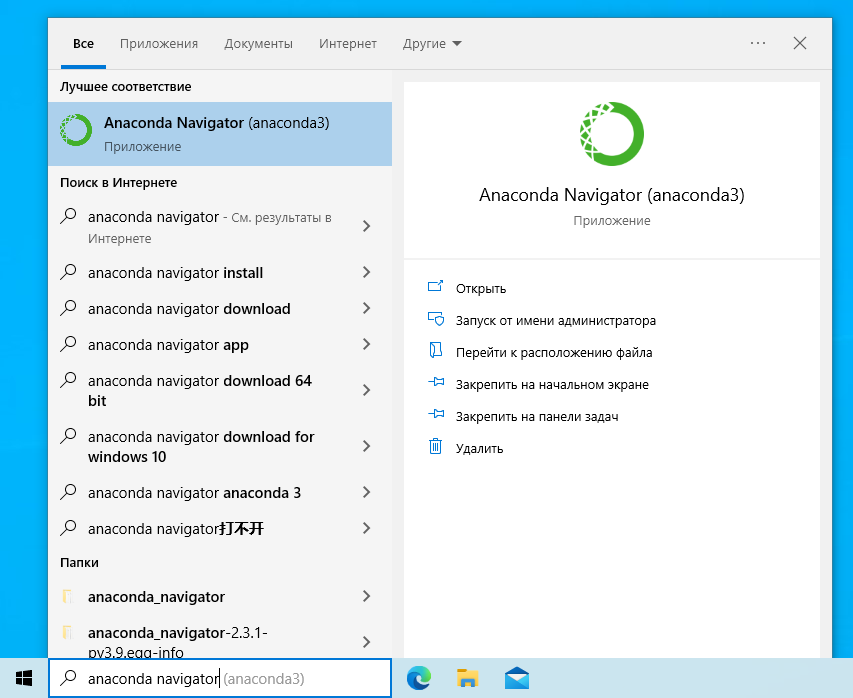 Все Приложения Документы Интернет Другие
Лучшее соответствие
Anaconda Navigator (anaconda3)
Приложение
Поиск в Интернете
anaconda navigator - См. результаты в
Интернете
anaconda navigator install
anaconda navigator download
anaconda navigator app
anaconda navigator download 64
bit
anaconda navigator download for
windows 10
anaconda navigator anaconda 3
anaconda navigator打不开
Папки
anaconda_navigator
anaconda_navigator-2.3.1-
py3.9.egg-info
Anaconda Navigator (anaconda3)
Приложение
Открыть
Запуск от имени администратора
Перейти к расположению файла
Закрепить на начальном экране
Закрепить на панели задач
Удалить
anaconda navigator (anaconda3)